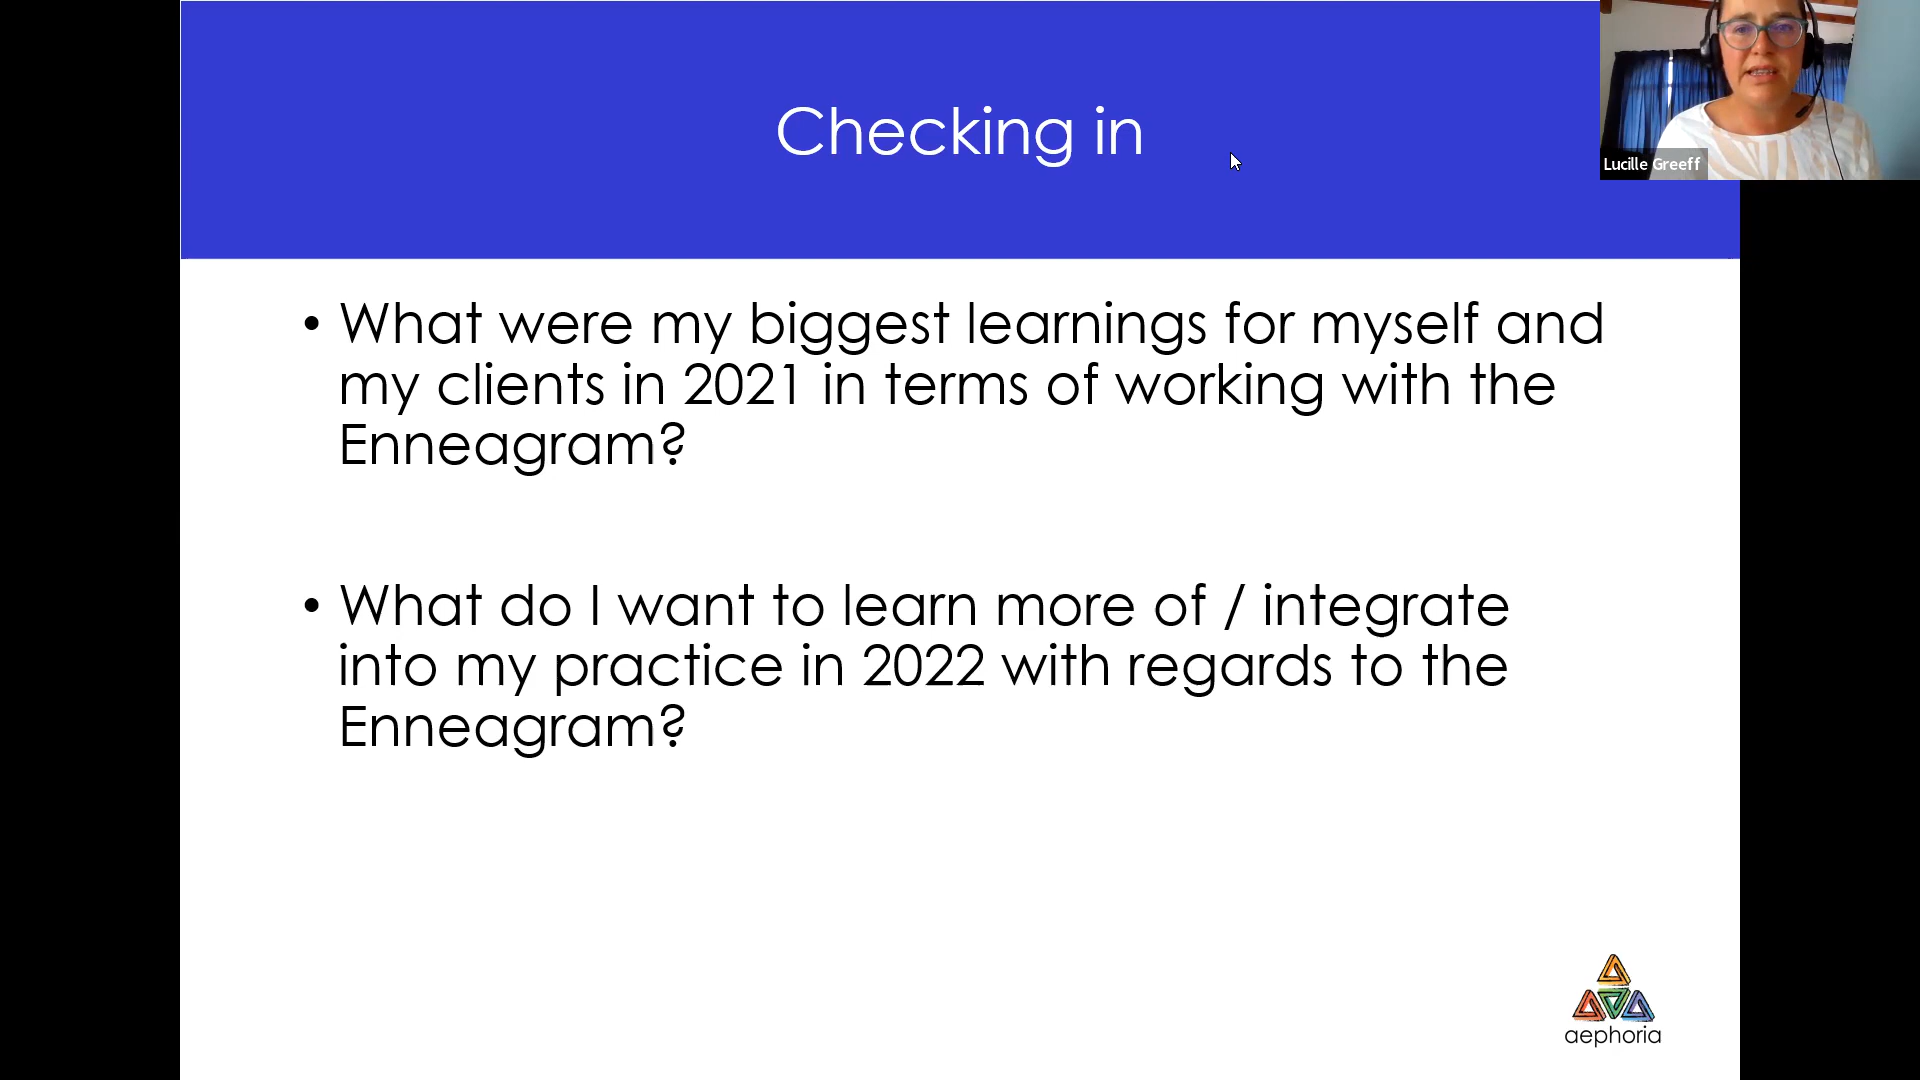 Checking in
Lucille Greeff
• What were my biggest learnings for myself and
my clients in 2021 in terms of working with the
Enneagram?
• What do I want to learn more of / integrate
into my practice in 2022 with regards to the
Enneagram?
aephoria